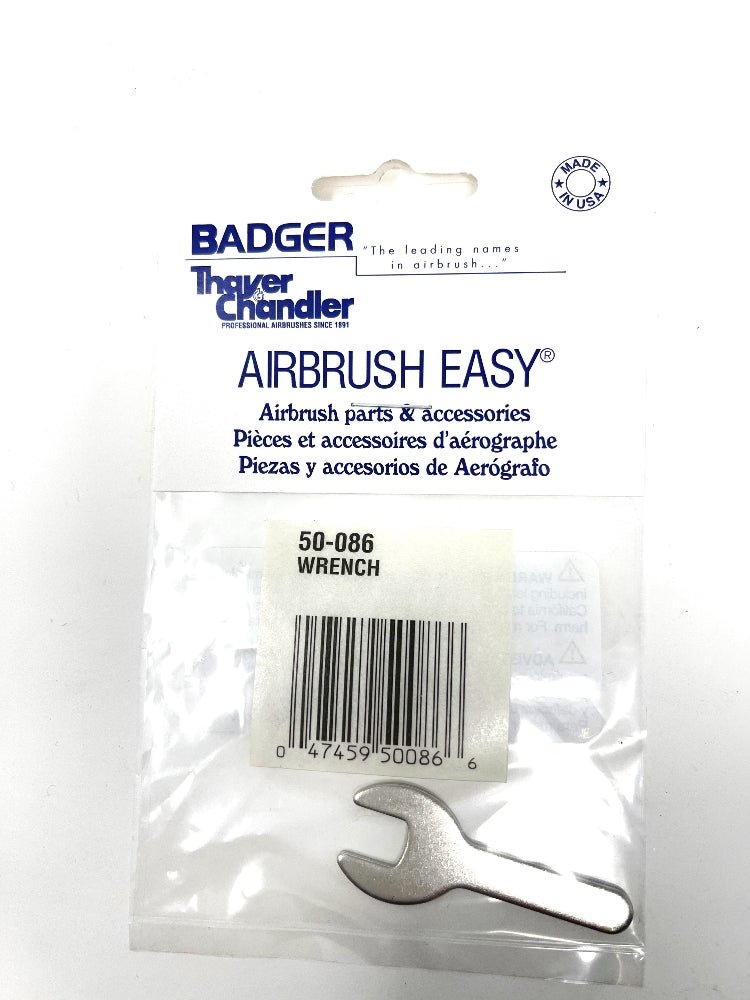 MADE
IN USA
BADGER
"The leading names
in airbrush..."
Thayer
Chandler
PROFESSIONAL AIRBRUSHES SINCE 1891
AIRBRUSH EASY®
Airbrush parts & accessories
Pièces et accessoires d'aérographe
Piezas y accesorios de Aerógrafo
50-086
WRENCH
0 47459 50086 6